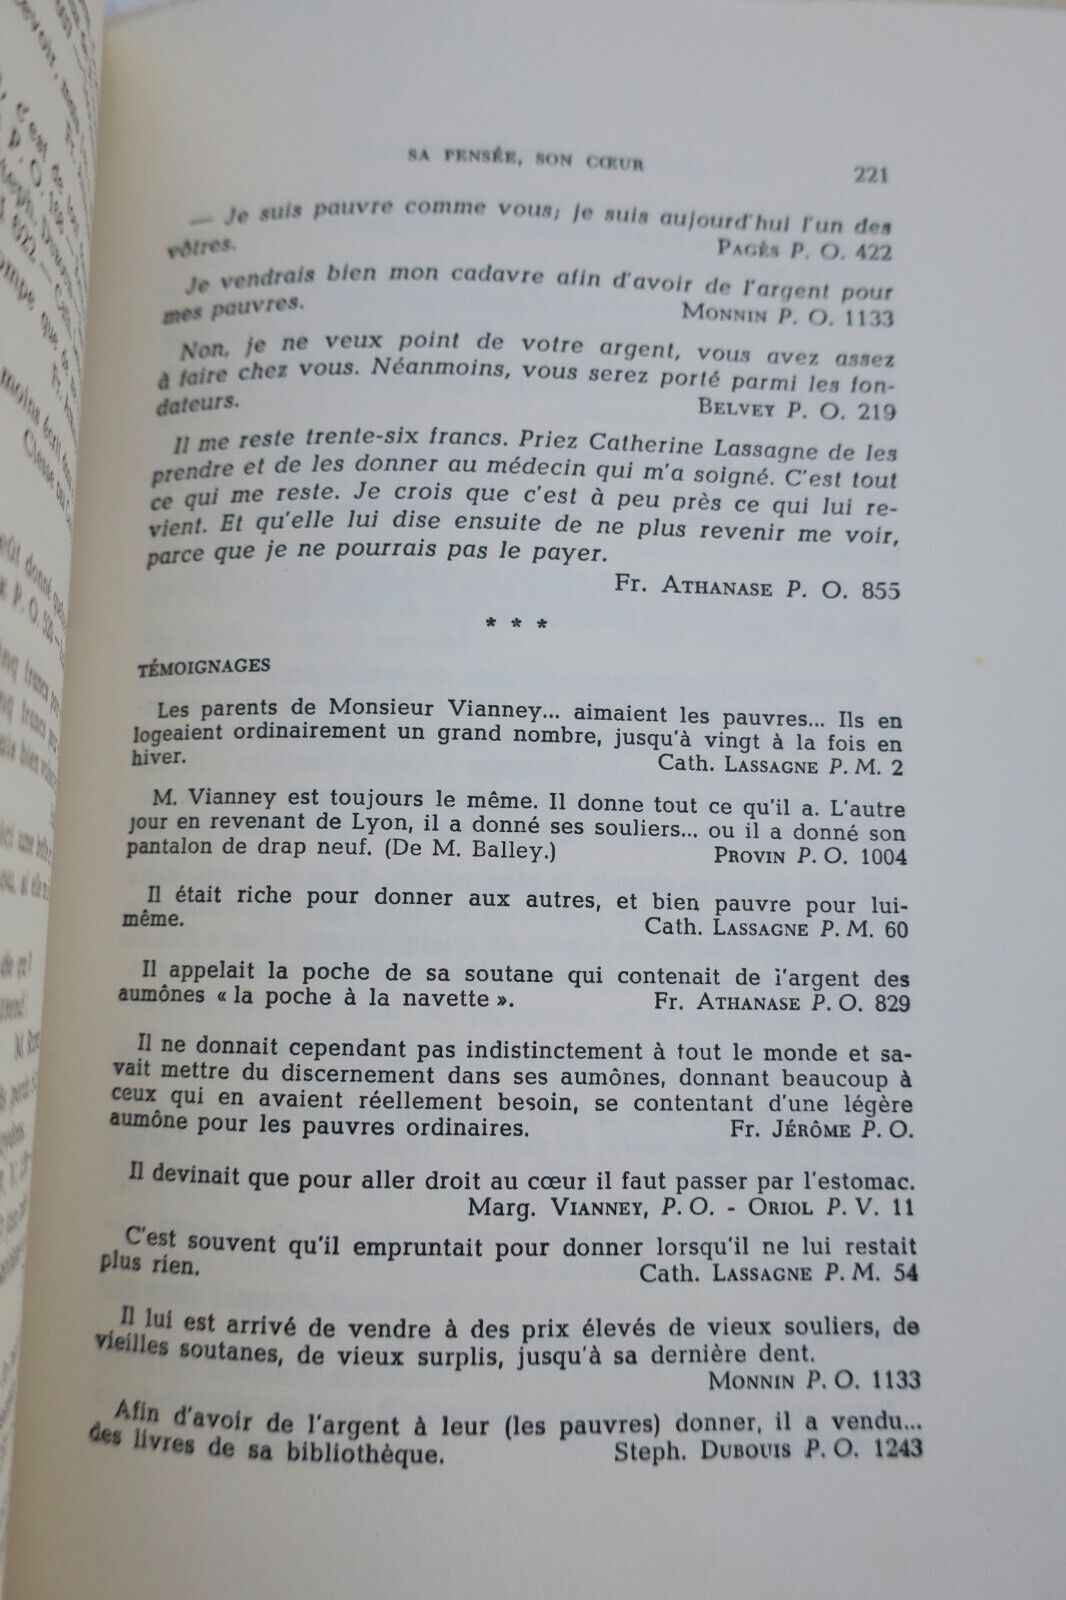 SA PENSÉE, SON CŒUR 221
— Je suis pauvre comme vous; je suis aujourd'hui l'un des
vôtres. PAGÈS P. O. 422
Je vendrais bien mon cadavre afin d'avoir de l'argent pour
mes pauvres. MONNIN P. O. 1133
Non, je ne veux point de votre argent, vous avez assez
à faire chez vous. Néanmoins, vous serez porté parmi les fon-
dateurs. BELVEY P. O. 219
Il me reste trente-six francs. Priez Catherine Lassagne de les
prendre et de les donner au médecin qui m'a soigné. C'est tout
ce qui me reste. Je crois que c'est à peu près ce qui lui re-
vient. Et qu'elle lui dise ensuite de ne plus revenir me voir,
parce que je ne pourrais pas le payer.
Fr. ATHANASE P. O. 855
* * *
TÉMOIGNAGES
Les parents de Monsieur Vianney... aimaient les pauvres... Ils en
logeaient ordinairement un grand nombre, jusqu'à vingt à la fois en
hiver. Cath. LASSAGNE P. M. 2
M. Vianney est toujours le même. Il donne tout ce qu'il a. L'autre
jour en revenant de Lyon, il a donné ses souliers... ou il a donné son
pantalon de drap neuf. (De M. Balley.) PROVIN P. O. 1004
Il était riche pour donner aux autres, et bien pauvre pour lui-
même. Cath. LASSAGNE P. M. 60
Il appelait la poche de sa soutane qui contenait de l'argent des
aumônes « la poche à la navette ». Fr. ATHANASE P. O. 829
Il ne donnait cependant pas indistinctement à tout le monde et sa-
vait mettre du discernement dans ses aumônes, donnant beaucoup à
ceux qui en avaient réellement besoin, se contentant d'une légère
aumône pour les pauvres ordinaires. Fr. JÉRÔME P. O.
Il devinait que pour aller droit au cœur il faut passer par l'estomac.
Marg. VIANNEY, P. O. - ORIOL P. V. 11
C'est souvent qu'il empruntait pour donner lorsqu'il ne lui restait
plus rien. Cath. LASSAGNE P. M. 54
Il lui est arrivé de vendre à des prix élevés de vieux souliers, de
vieilles soutanes, de vieux surplis, jusqu'à sa dernière dent.
MONNIN P. O. 1133
Afin d'avoir de l'argent à leur (les pauvres) donner, il a vendu...
des livres de sa bibliothèque. Steph. DUBOUIS P. O. 1243